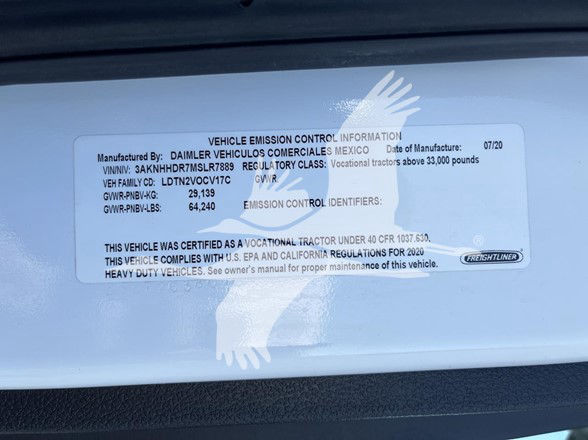 VEHICLE EMISSION CONTROL INFORMATION
Manufactured By: DAIMLER VEHICULOS COMERCIALES MEXICO Date of Manufacture: 07/20
VIN/NIV: 3AKNHHDR7MSLR7889 REGULATORY CLASS: Vocational tractors above 33,000 pounds
VEH FAMILY CD: LDTN2VOCV17C GVWR.
GVWR-PNBV-KG: 29,139
GVWR-PNBV-LBS: 64,240 EMISSION CONTROL IDENTIFIERS:
THIS VEHICLE WAS CERTIFIED AS A VOCATIONAL TRACTOR UNDER 40 CFR 1037.630.
THIS VEHICLE COMPLIES WITH U.S. EPA AND CALIFORNIA REGULATIONS FOR 2020
HEAVY DUTY VEHICLES. See owner's manual for proper maintenance of this vehicle.
FREIGHTLINER
®